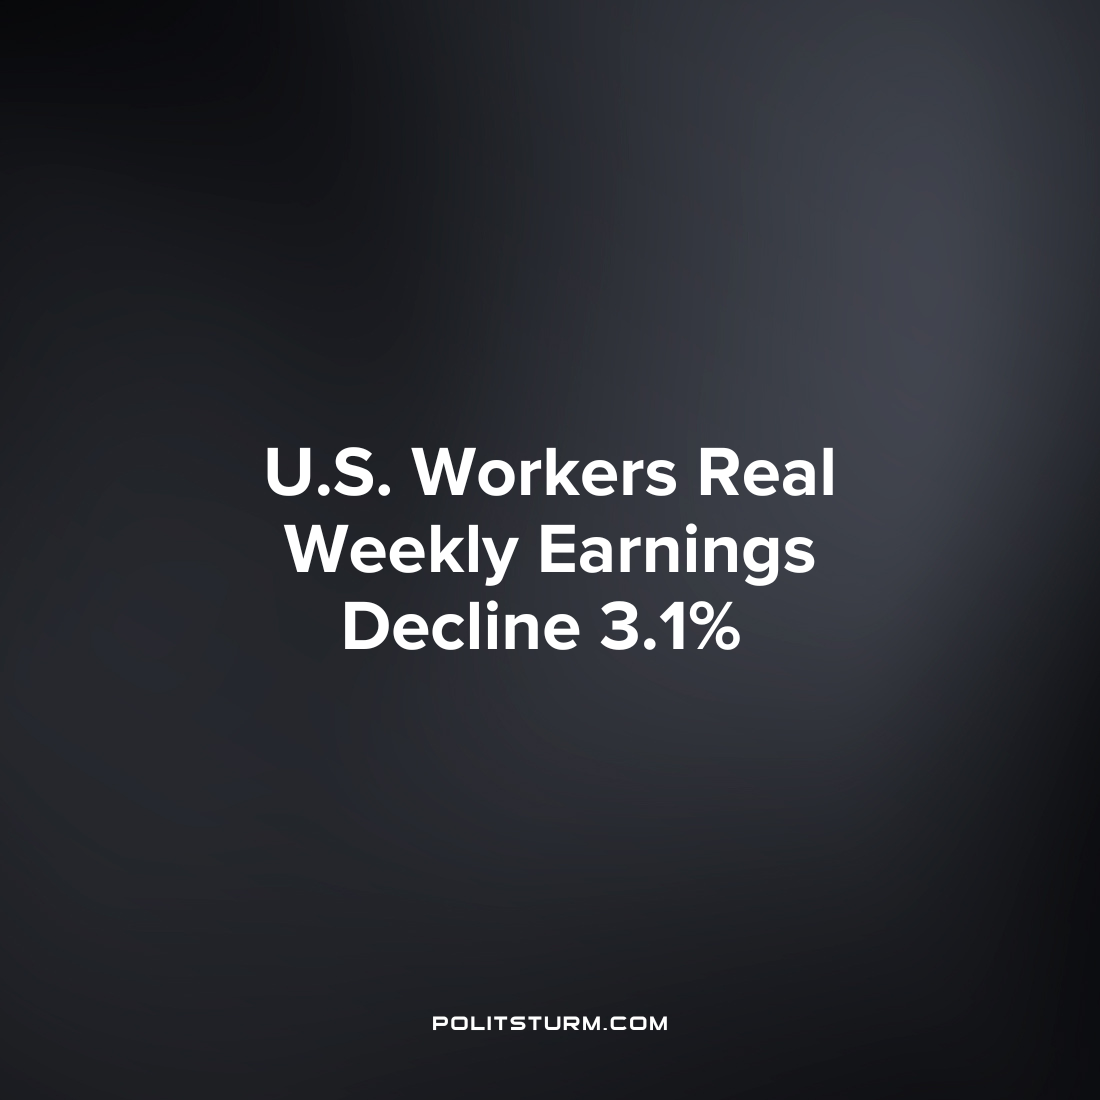 U.S. Workers Real
Weekly Earnings
Decline 3.1%
POLITSTURM.COM